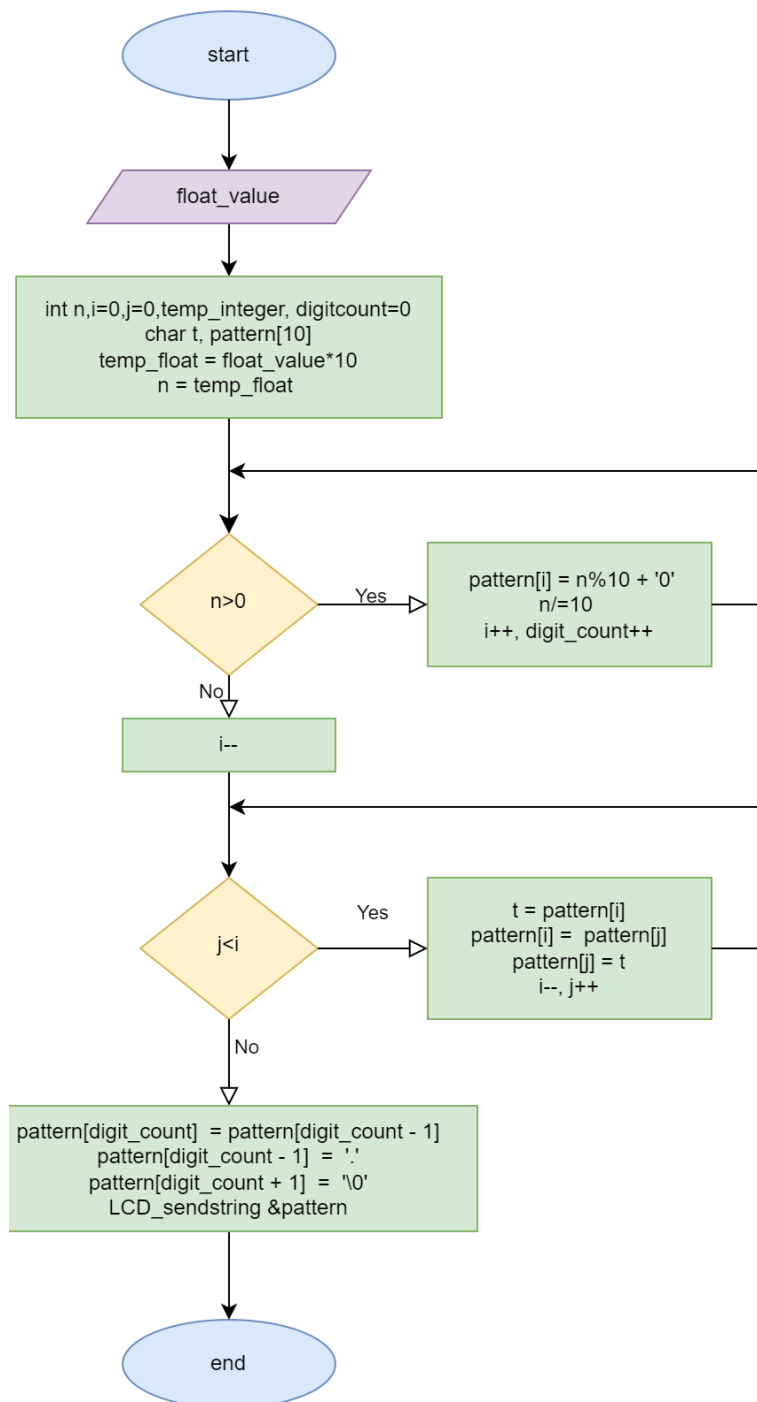 start
float_value
int n,i=0,j=0,temp_integer, digitcount=0
char t, pattern[10]
temp_float = float_value*10
n = temp_float
n>0
Yes
pattern[i] = n%10 + '0'
n/=10
i++, digit_count++
No
i--
j<i
Yes
t = pattern[i]
pattern[i] =  pattern[j]
pattern[j] = t
i--, j++
No
pattern[digit_count]  = pattern[digit_count - 1]
pattern[digit_count - 1]  =  '.'
pattern[digit_count + 1]  =  '\0'
LCD_sendstring &pattern
end